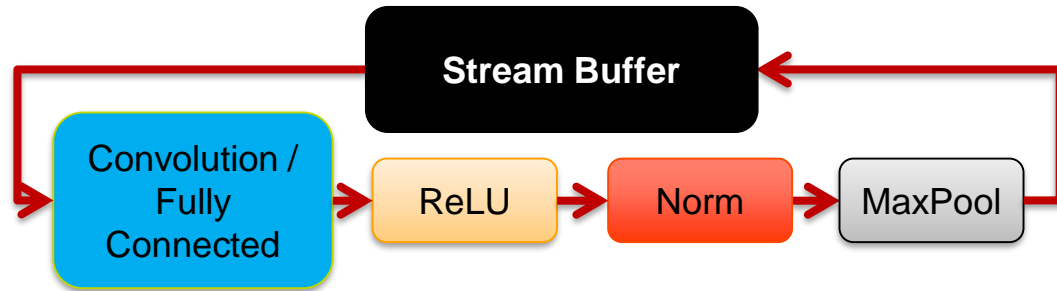 Stream Buffer
Convolution /
Fully
Connected
ReLU
Norm
MaxPool